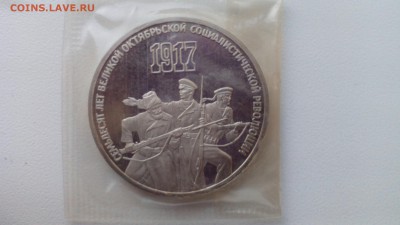 COINS.LAVE.RU
СЕМЬДЕСЯТ ЛЕТ ВЕЛИКОЙ ОКТЯБРЬСКОЙ СОЦИАЛИСТИЧЕСКОЙ РЕВОЛЮЦИИ
1917